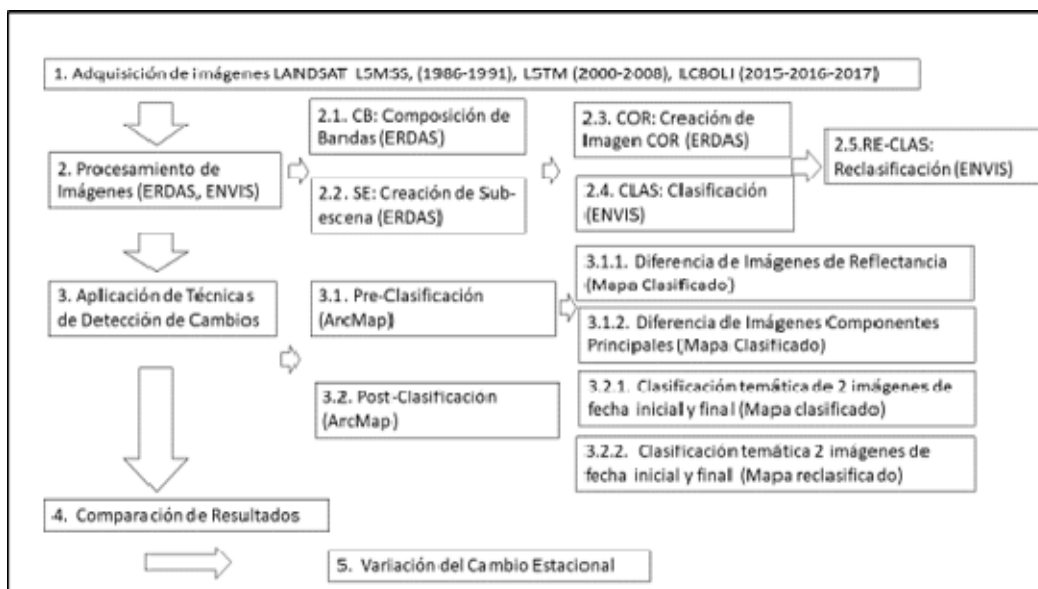 1. Adquisición de imágenes LANDSAT L5MSS, (1986-1991), L5TM (2000-2008), LC8OLI (2015-2016-2017)
2. Procesamiento de
Imágenes (ERDAS, ENVIS)
2.1. CB: Composición de
Bandas (ERDAS)
2.2. SE: Creación de Sub-
escena (ERDAS)
2.3. COR: Creación de
Imagen COR (ERDAS)
2.4. CLAS: Clasificación
(ENVIS)
2.5.RE-CLAS:
Reclasificación (ENVIS)
3. Aplicación de Técnicas
de Detección de Cambios
3.1. Pre-Clasificación
(ArcMap)
3.1.1. Diferencia de Imágenes de Reflectancia
(Mapa Clasificado)
3.1.2. Diferencia de Imágenes Componentes
Principales (Mapa Clasificado)
3.2. Post-Clasificación
(ArcMap)
3.2.1. Clasificación temática de 2 imágenes de
fecha inicial y final (Mapa clasificado)
3.2.2. Clasificación temática 2 imágenes de
fecha inicial y final (Mapa reclasificado)
4. Comparación de Resultados
5. Variación del Cambio Estacional